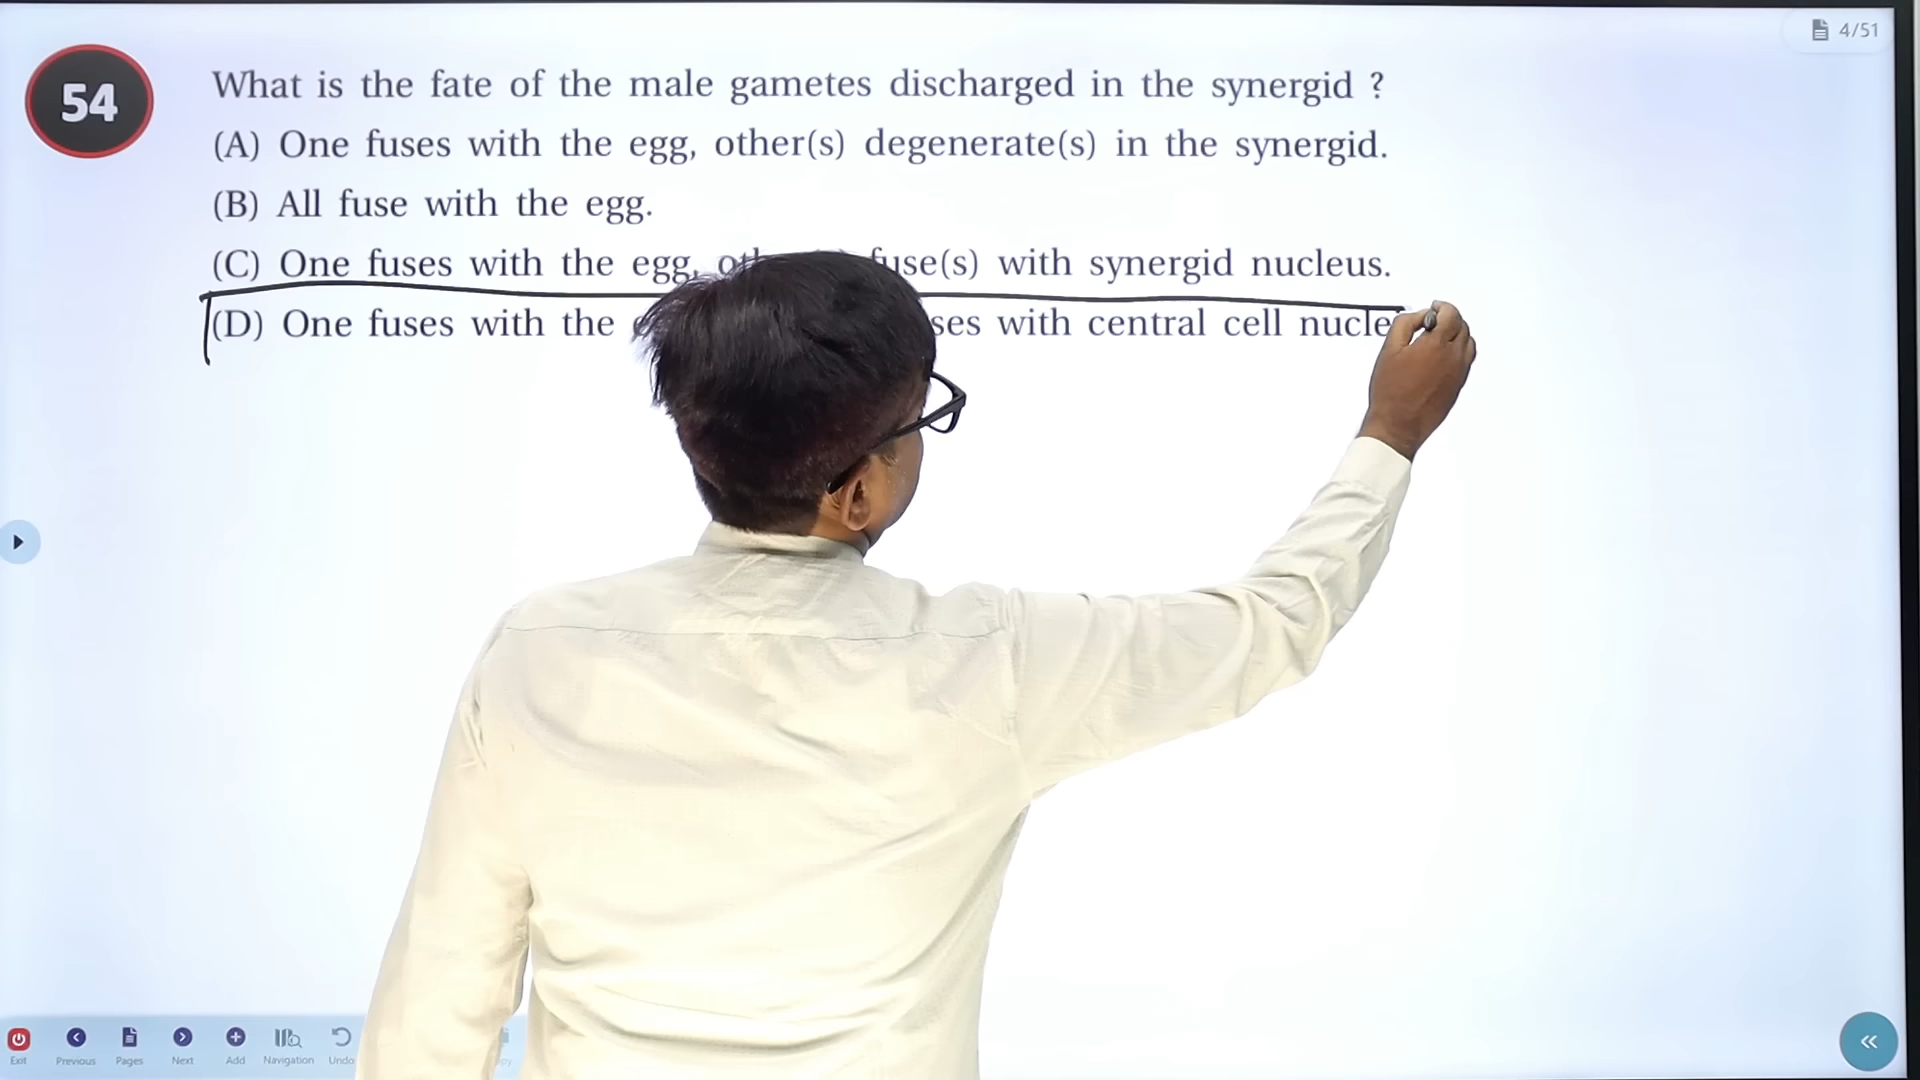 4/51
54
What is the fate of the male gametes discharged in the synergid ?
(A) One fuses with the egg, other(s) degenerate(s) in the synergid.
(B) All fuse with the egg.
(C) One fuses with the egg, fuse(s) with synergid nucleus.
(D) One fuses with the with central cell
Exit Previous Pages Next Add Navigation Undo